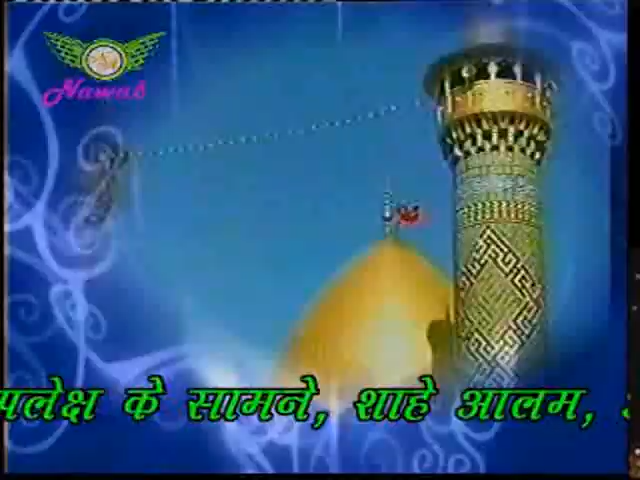 Nawab
पलेक्ष के सामने, शाहे आलम,